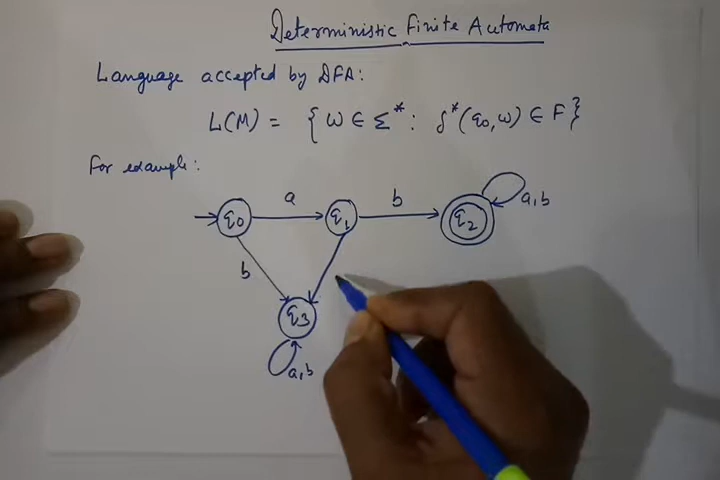 Deterministic Finite Automata
Language accepted by DFA:
L(M) = { w ∈ Σ*: δ*(q0, w) ∈ F}
For example:
a b a,b
q0 q1 q2
b
q3
a,b